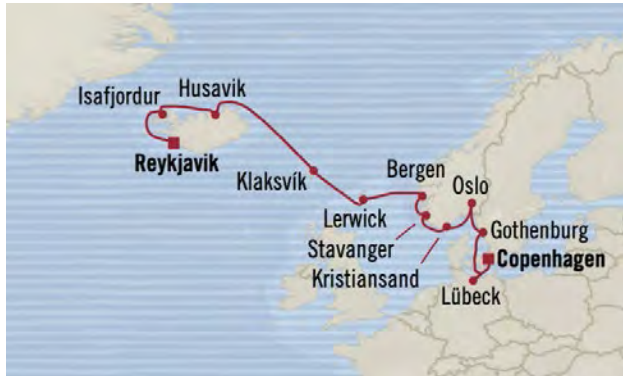 Isafjordur
Husavik
Reykjavik
Klaksvík
Lerwick
Bergen
Oslo
Stavanger
Kristiansand
Gothenburg
Copenhagen
Lübeck